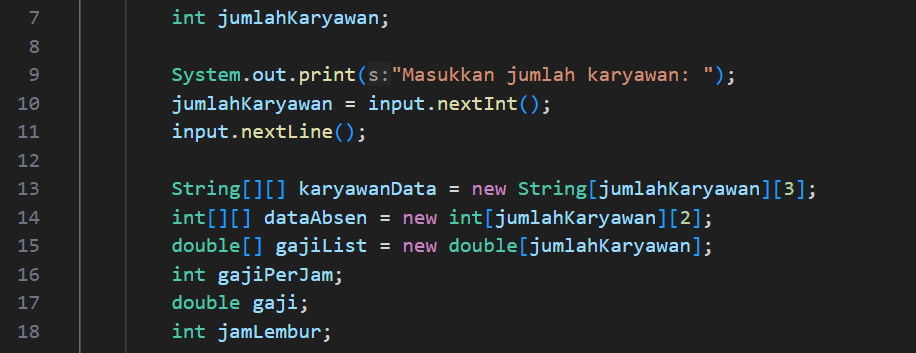 7 int jumlahKaryawan;
8
9 System.out.print(s:"Masukkan jumlah karyawan: ");
10 jumlahKaryawan = input.nextInt();
11 input.nextLine();
12
13 String[][] karyawanData = new String[jumlahKaryawan][3];
14 int[][] dataAbsen = new int[jumlahKaryawan][2];
15 double[] gajiList = new double[jumlahKaryawan];
16 int gajiPerJam;
17 double gaji;
18 int jamLembur;